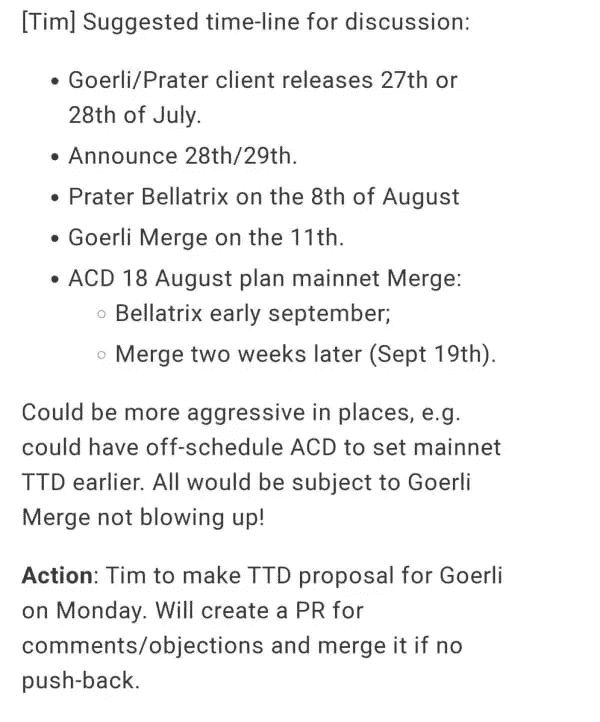 [Tim] Suggested time-line for discussion:
• Goerli/Prater client releases 27th or
28th of July.
• Announce 28th/29th.
• Prater Bellatrix on the 8th of August
• Goerli Merge on the 11th.
• ACD 18 August plan mainnet Merge:
◦ Bellatrix early september;
◦ Merge two weeks later (Sept 19th).
Could be more aggressive in places, e.g.
could have off-schedule ACD to set mainnet
TTD earlier. All would be subject to Goerli
Merge not blowing up!
Action: Tim to make TTD proposal for Goerli
on Monday. Will create a PR for
comments/objections and merge it if no
push-back.